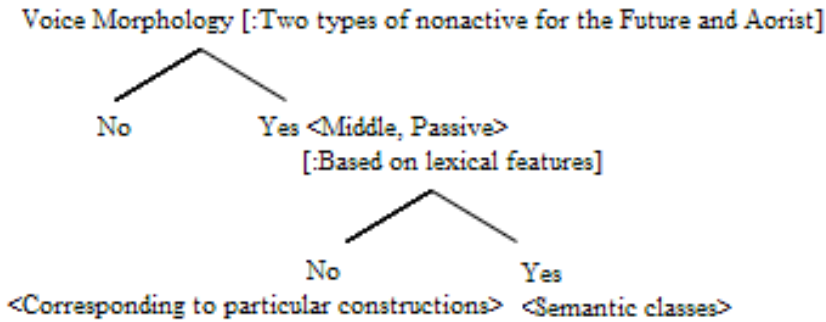 Voice Morphology [:Two types of nonactive for the Future and Aorist]
No Yes <Middle, Passive>
[:Based on lexical features]
No Yes
<Corresponding to particular constructions> <Semantic classes>